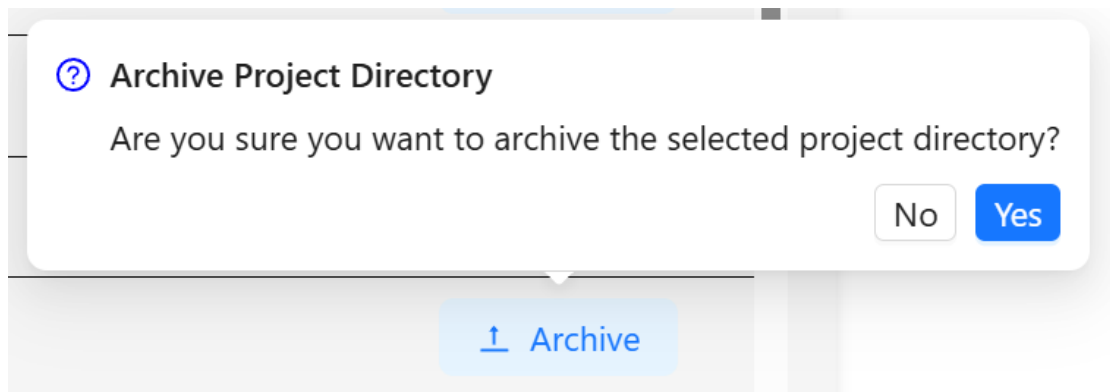 Archive Project Directory
Are you sure you want to archive the selected project directory?
No Yes
Archive